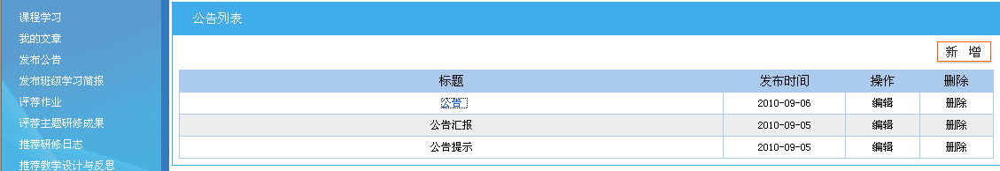 课程学习
我的文章
发布公告
发布班级学习简报
评荐作业
评荐主题研修成果
推荐研修日志
推荐教学设计与反思
公告列表
新 增
标题 发布时间 操作 删除
公告 2010-09-06 编辑 删除
公告汇报 2010-09-05 编辑 删除
公告提示 2010-09-05 编辑 删除